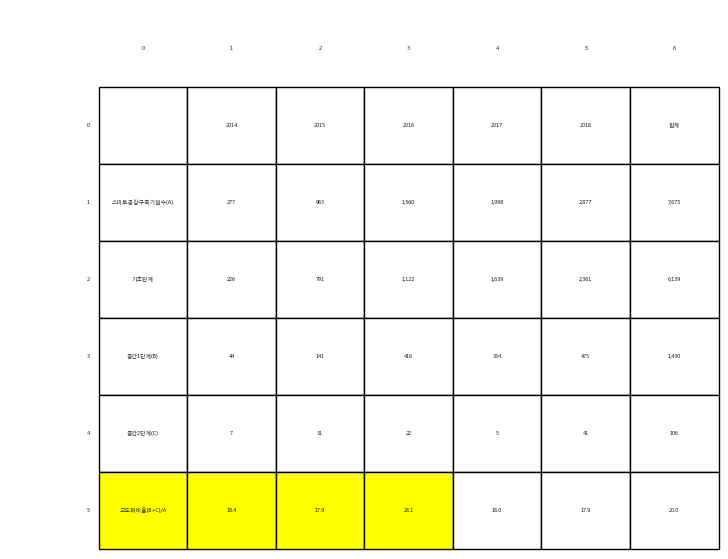 0 1 2 3 4 5 6
0 2014 2015 2016 2017 2018 합계
1 스마트공장구축기업수(A) 277 963 1,560 1,998 2,877 7,675
2 기초단계 226 791 1,122 1,639 2,361 6,139
3 중간1단계(B) 44 141 416 354 475 1,430
4 중간2단계(C) 7 31 22 5 41 106
5 고도화비율(B+C)/A 18.4 17.9 28.1 18.0 17.9 20.0